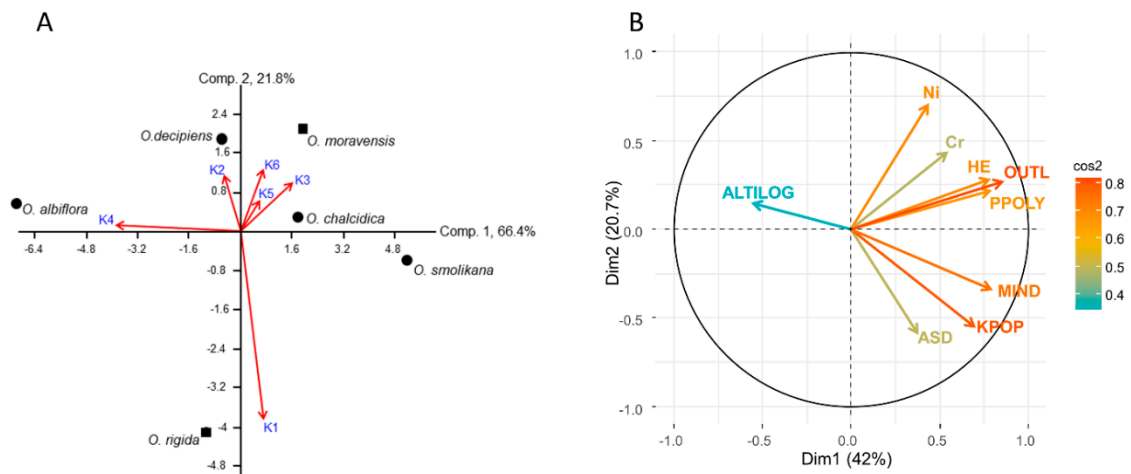 A
Comp. 2, 21.8%
2.4
O.decipiens
O. moravensis
1.6
K2
K6
K3
0.8
K5
O. albiflora
K4
O. chalcidica
Comp. 1, 66.4%
-6.4 -4.8 -3.2 -1.6 1.6 3.2 4.8
O. smolikana
-0.8
-1.6
-2.4
-3.2
-4
K1
O. rigida
-4.8
B
1.0
Ni
0.5
Cr
HE
OUTL
PPOLY
ALTILOG
0.0
Dim2 (20.7%)
MIND
KPOP
-0.5
ASD
-1.0
-1.0 -0.5 0.0 0.5 1.0
Dim1 (42%)
cos2
0.8
0.7
0.6
0.5
0.4